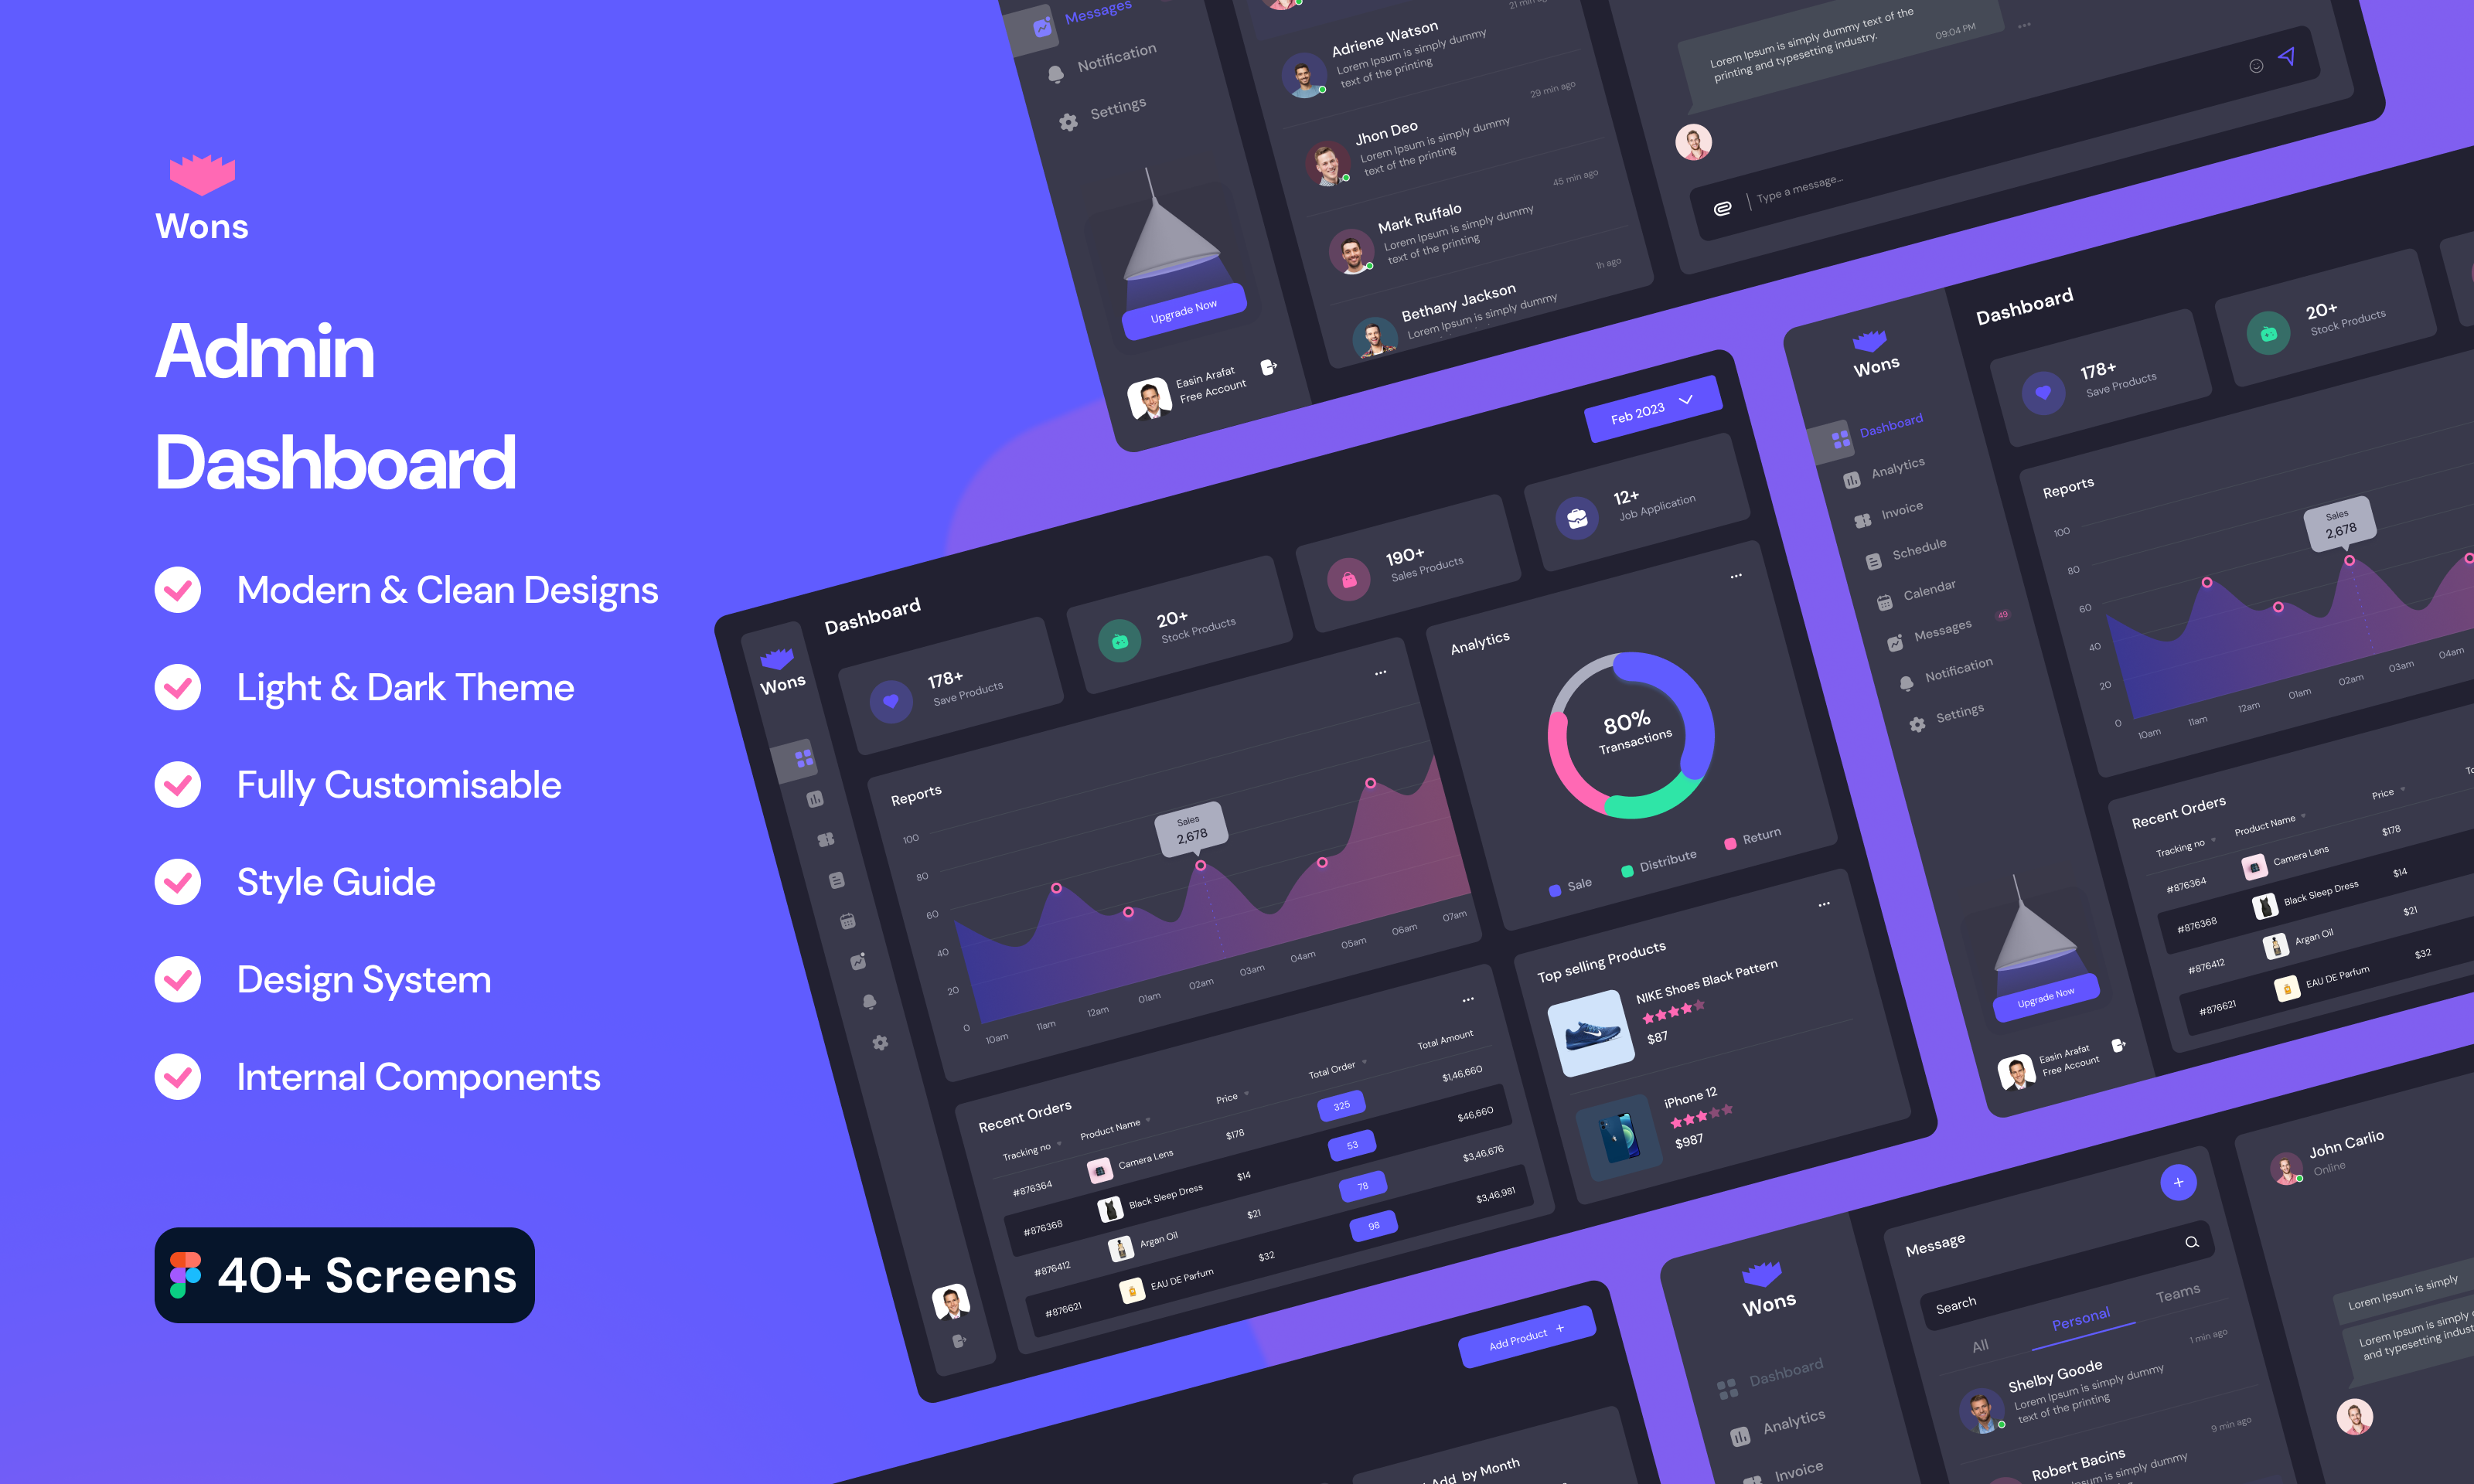 Wons
Admin
Dashboard
Modern & Clean Designs
Light & Dark Theme
Fully Customisable
Style Guide
Design System
Internal Components
40+ Screens
Messages
Notification
Settings
Upgrade Now
Easin Arafat
Free Account
Adriene Watson
Lorem Ipsum is simply dummy
text of the printing
29 min ago
Jhon Deo
Lorem Ipsum is simply dummy
text of the printing
45 min ago
Mark Ruffalo
Lorem Ipsum is simply dummy
text of the printing
1h ago
Bethany Jackson
Lorem Ipsum is simply dummy
Lorem Ipsum is simply dummy text of the
printing and typesetting industry.
09:04 PM
Type a message...
Wons
Dashboard
Feb 2023
178+
Save Products
20+
Stock Products
190+
Sales Products
12+
Job Application
Reports
100
80
60
40
20
0
Sales
2,678
10am
11am
12am
01am
02am
03am
04am
05am
06am
07am
Analytics
80%
Transactions
Sale
Distribute
Return
Recent Orders
Tracking no
Product Name
Price
Total Order
Total Amount
#876364
Camera Lens
$178
325
$1,46,660
#876368
Black Sleep Dress
$14
53
$46,660
#876412
Argan Oil
$21
78
$3,46,676
#876621
EAU DE Parfum
$32
98
$3,46,981
Top selling Products
NIKE Shoes Black Pattern
$87
iPhone 12
$987
Wons
Dashboard
Analytics
Invoice
Schedule
Calendar
Messages
49
Notification
Settings
Upgrade Now
Easin Arafat
Free Account
Dashboard
178+
Save Products
20+
Stock Products
Reports
100
80
60
40
20
0
Sales
2,678
10am
11am
12am
01am
02am
03am
04am
Recent Orders
Tracking no
Product Name
Price
#876364
Camera Lens
$178
#876368
Black Sleep Dress
$14
#876412
Argan Oil
$21
#876621
EAU DE Parfum
$32
Add Product +
Add by Month
Wons
Dashboard
Analytics
Invoice
Message
Search
All
Personal
Teams
1 min ago
Shelby Goode
Lorem Ipsum is simply dummy
text of the printing
9 min ago
Robert Bacins
is simply dummy
John Carlio
Online
Lorem Ipsum is simply
Lorem Ipsum is simply
and typesetting